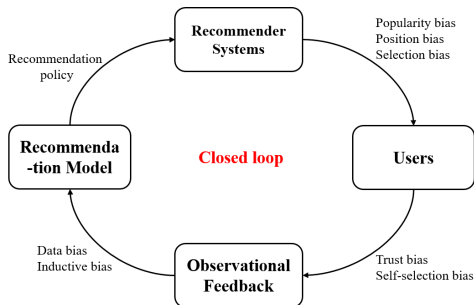 Recommender
Systems
Popularity bias
Position bias
Selection bias
Recommendation
policy
Recommenda
-tion Model
Closed loop
Users
Data bias
Inductive bias
Observational
Feedback
Trust bias
Self-selection bias